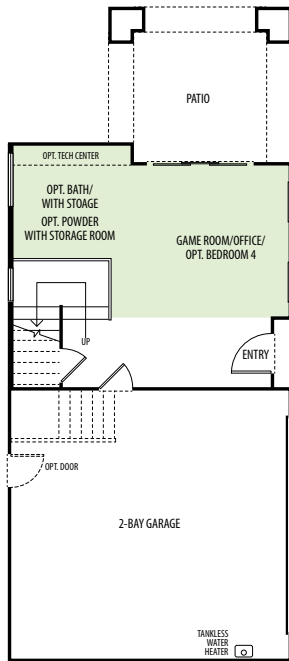 PATIO
OPT. TECH CENTER
OPT. BATH/
WITH STOAGE
OPT. POWDER
WITH STORAGE ROOM
GAME ROOM/OFFICE/
OPT. BEDROOM 4
UP
ENTRY
OPT. DOOR
2-BAY GARAGE
TANKLESS
WATER
HEATER